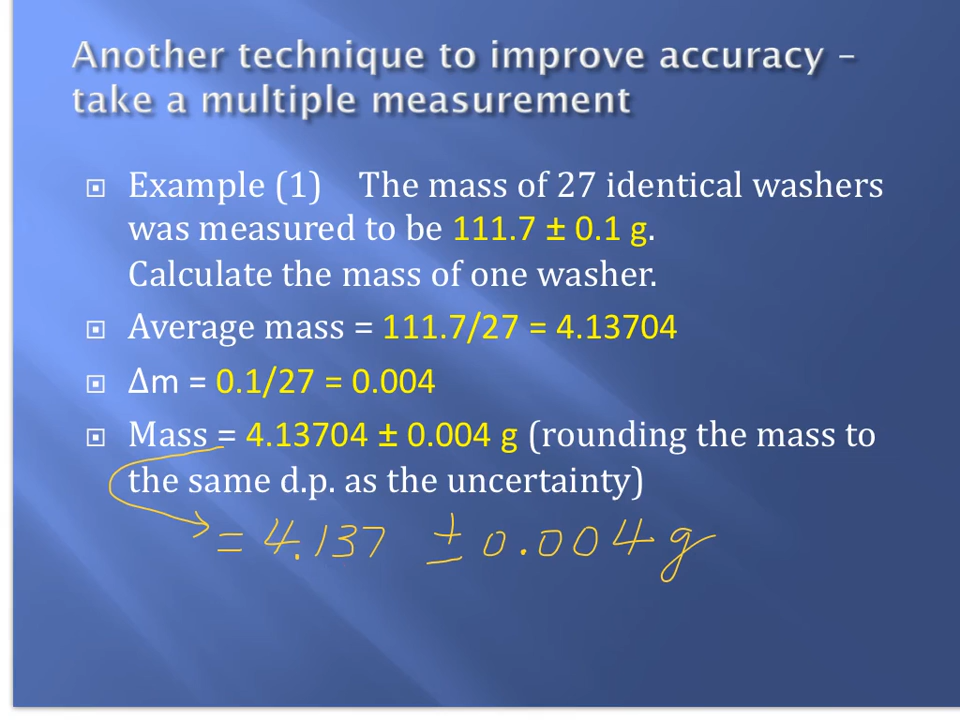 Another technique to improve accuracy –
take a multiple measurement
Example (1) The mass of 27 identical washers
was measured to be 111.7 ± 0.1 g.
Calculate the mass of one washer.
Average mass = 111.7/27 = 4.13704
Δm = 0.1/27 = 0.004
Mass = 4.13704 ± 0.004 g (rounding the mass to
the same d.p. as the uncertainty)
= 4.137 ± 0.004 g